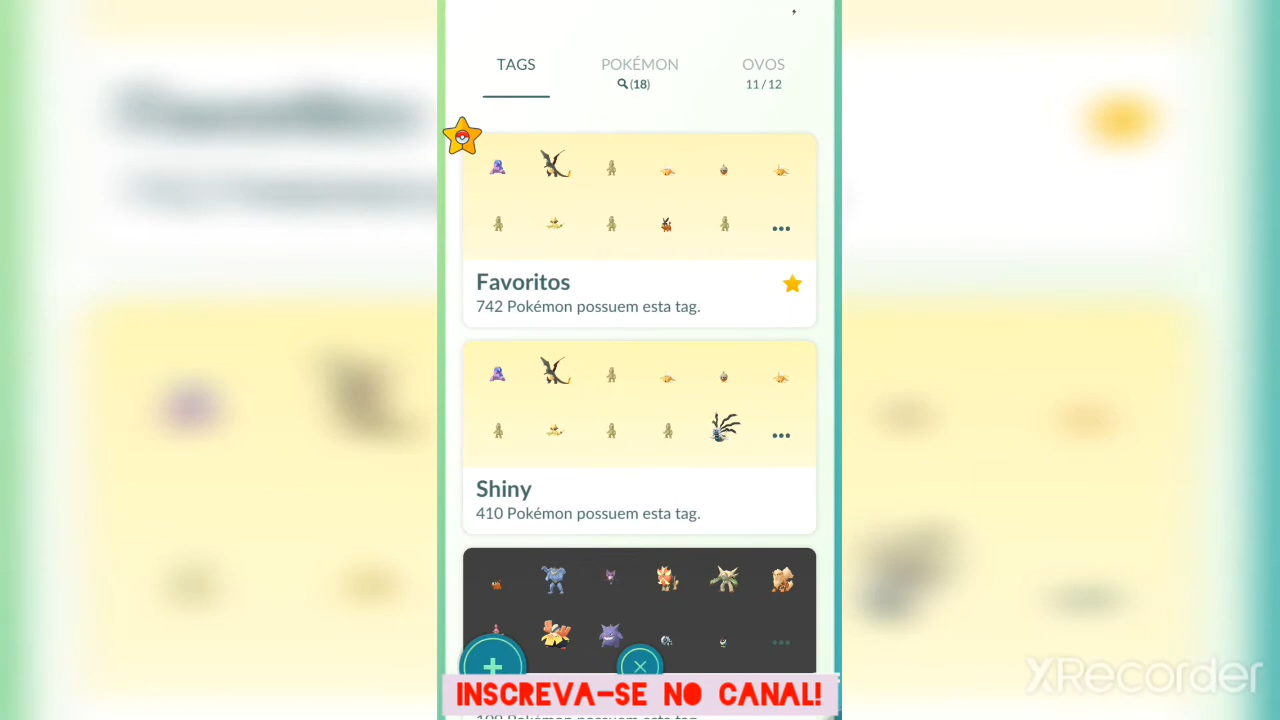 TAGS
POKÉMON
(18)
OVOS
11 / 12
Favoritos
742 Pokémon possuem esta tag.
Shiny
410 Pokémon possuem esta tag.
INSCREVA-SE NO CANAL!
XRecorder